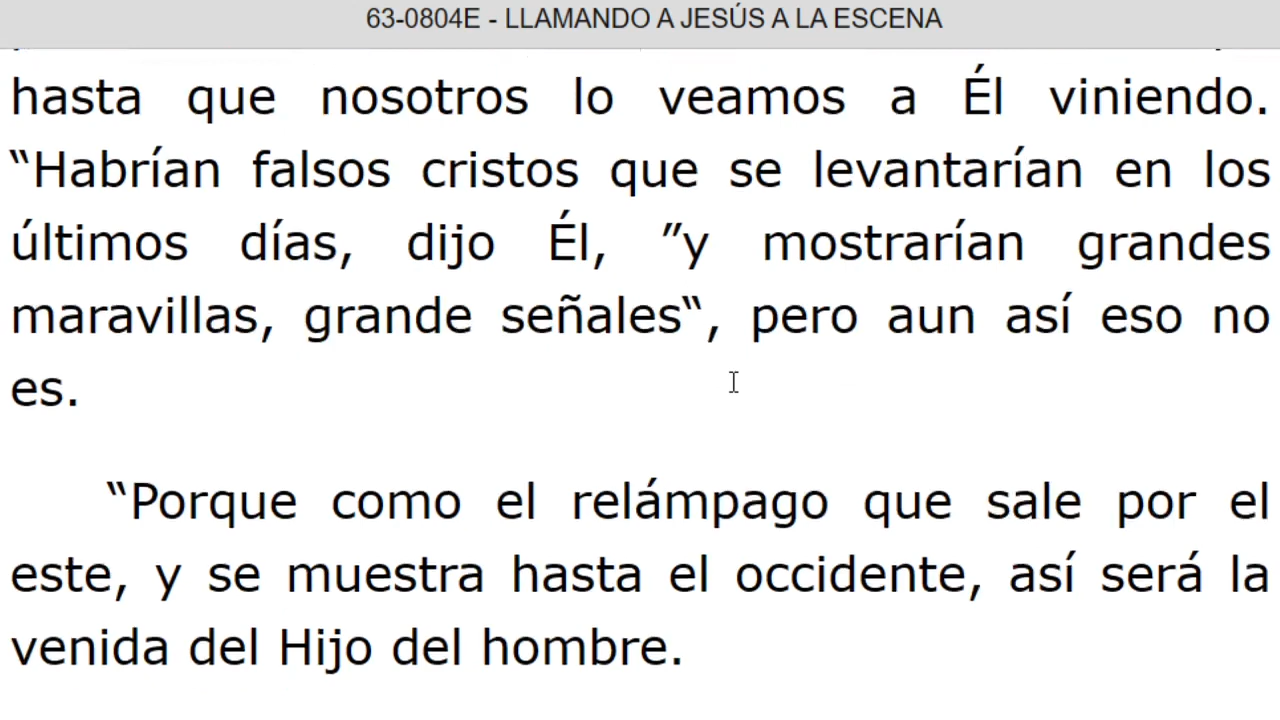 63-0804E - LLAMANDO A JESÚS A LA ESCENA
hasta que nosotros lo veamos a Él viniendo.
“Habrían falsos cristos que se levantarían en los
últimos días, dijo Él, ”y mostrarían grandes
maravillas, grande señales“, pero aun así eso no
es.
“Porque como el relámpago que sale por el
este, y se muestra hasta el occidente, así será la
venida del Hijo del hombre.